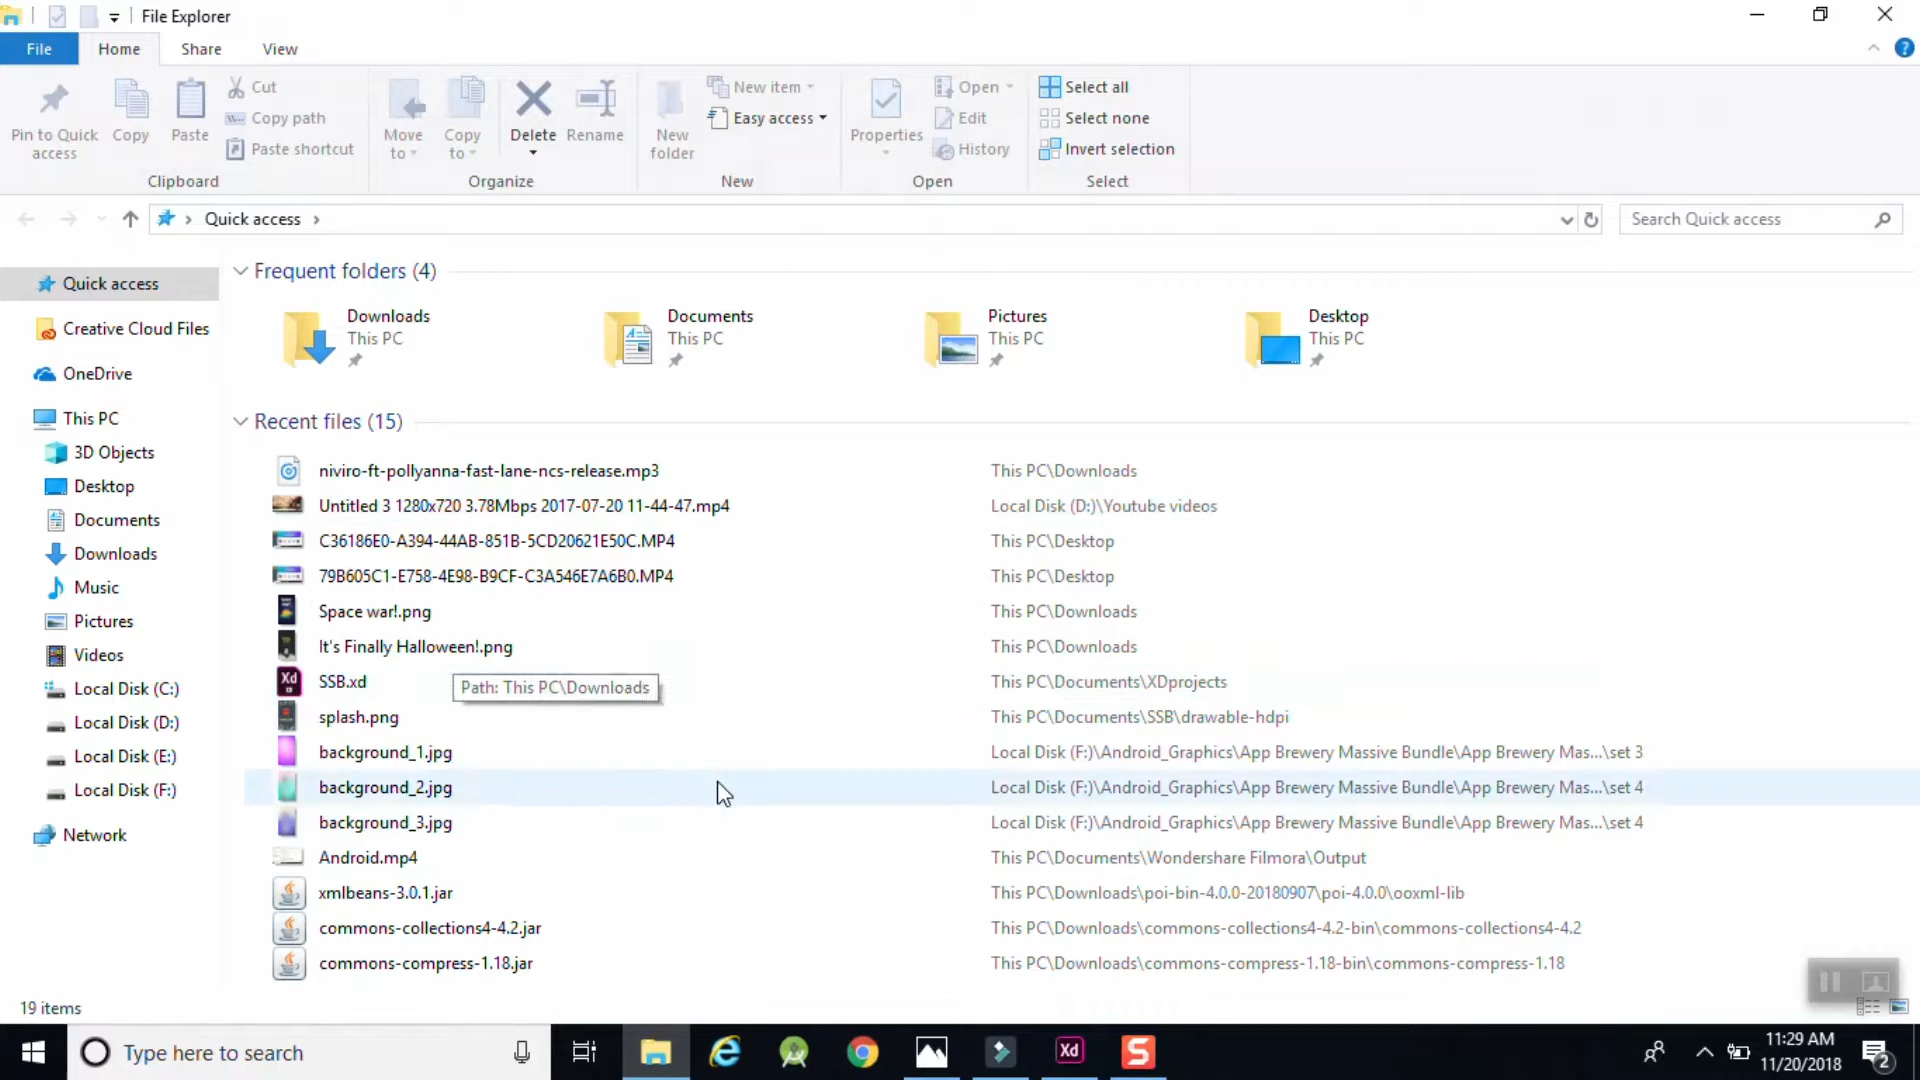 File Explorer
File Home Share View
Pin to Quick access
Copy
Paste
Cut
Copy path
Paste shortcut
Move to
Copy to
Delete
Rename
New folder
New item
Easy access
Properties
Open
Edit
History
Select all
Select none
Invert selection
Clipboard Organize New Open Select
Quick access
Search Quick access
Quick access
Creative Cloud Files
OneDrive
This PC
3D Objects
Desktop
Documents
Downloads
Music
Pictures
Videos
Local Disk (C:)
Local Disk (D:)
Local Disk (E:)
Local Disk (F:)
Network
Frequent folders (4)
Downloads
This PC
Documents
This PC
Pictures
This PC
Desktop
This PC
Recent files (15)
niviro-ft-pollyanna-fast-lane-ncs-release.mp3 This PC\Downloads
Untitled 3 1280x720 3.78Mbps 2017-07-20 11-44-47.mp4 Local Disk (D:)\Youtube videos
C36186E0-A394-44AB-851B-5CD20621E50C.MP4 This PC\Desktop
79B605C1-E758-4E98-B9CF-C3A546E7A6B0.MP4 This PC\Desktop
Space war!.png This PC\Downloads
It's Finally Halloween!.png This PC\Downloads
Xd SSB.xd This PC\Documents\XDprojects
Path: This PC\Downloads
splash.png This PC\Documents\SSB\drawable-hdpi
background_1.jpg Local Disk (F:)\Android_Graphics\App Brewery Massive Bundle\App Brewery Mas...\set 3
background_2.jpg Local Disk (F:)\Android_Graphics\App Brewery Massive Bundle\App Brewery Mas...\set 4
background_3.jpg Local Disk (F:)\Android_Graphics\App Brewery Massive Bundle\App Brewery Mas...\set 4
Android.mp4 This PC\Documents\Wondershare Filmora\Output
xmlbeans-3.0.1.jar This PC\Downloads\poi-bin-4.0.0-20180907\poi-4.0.0\ooxml-lib
commons-collections4-4.2.jar This PC\Downloads\commons-collections4-4.2-bin\commons-collections4-4.2
commons-compress-1.18.jar This PC\Downloads\commons-compress-1.18-bin\commons-compress-1.18
19 items
Type here to search
Xd
S
11:29 AM
11/20/2018
2